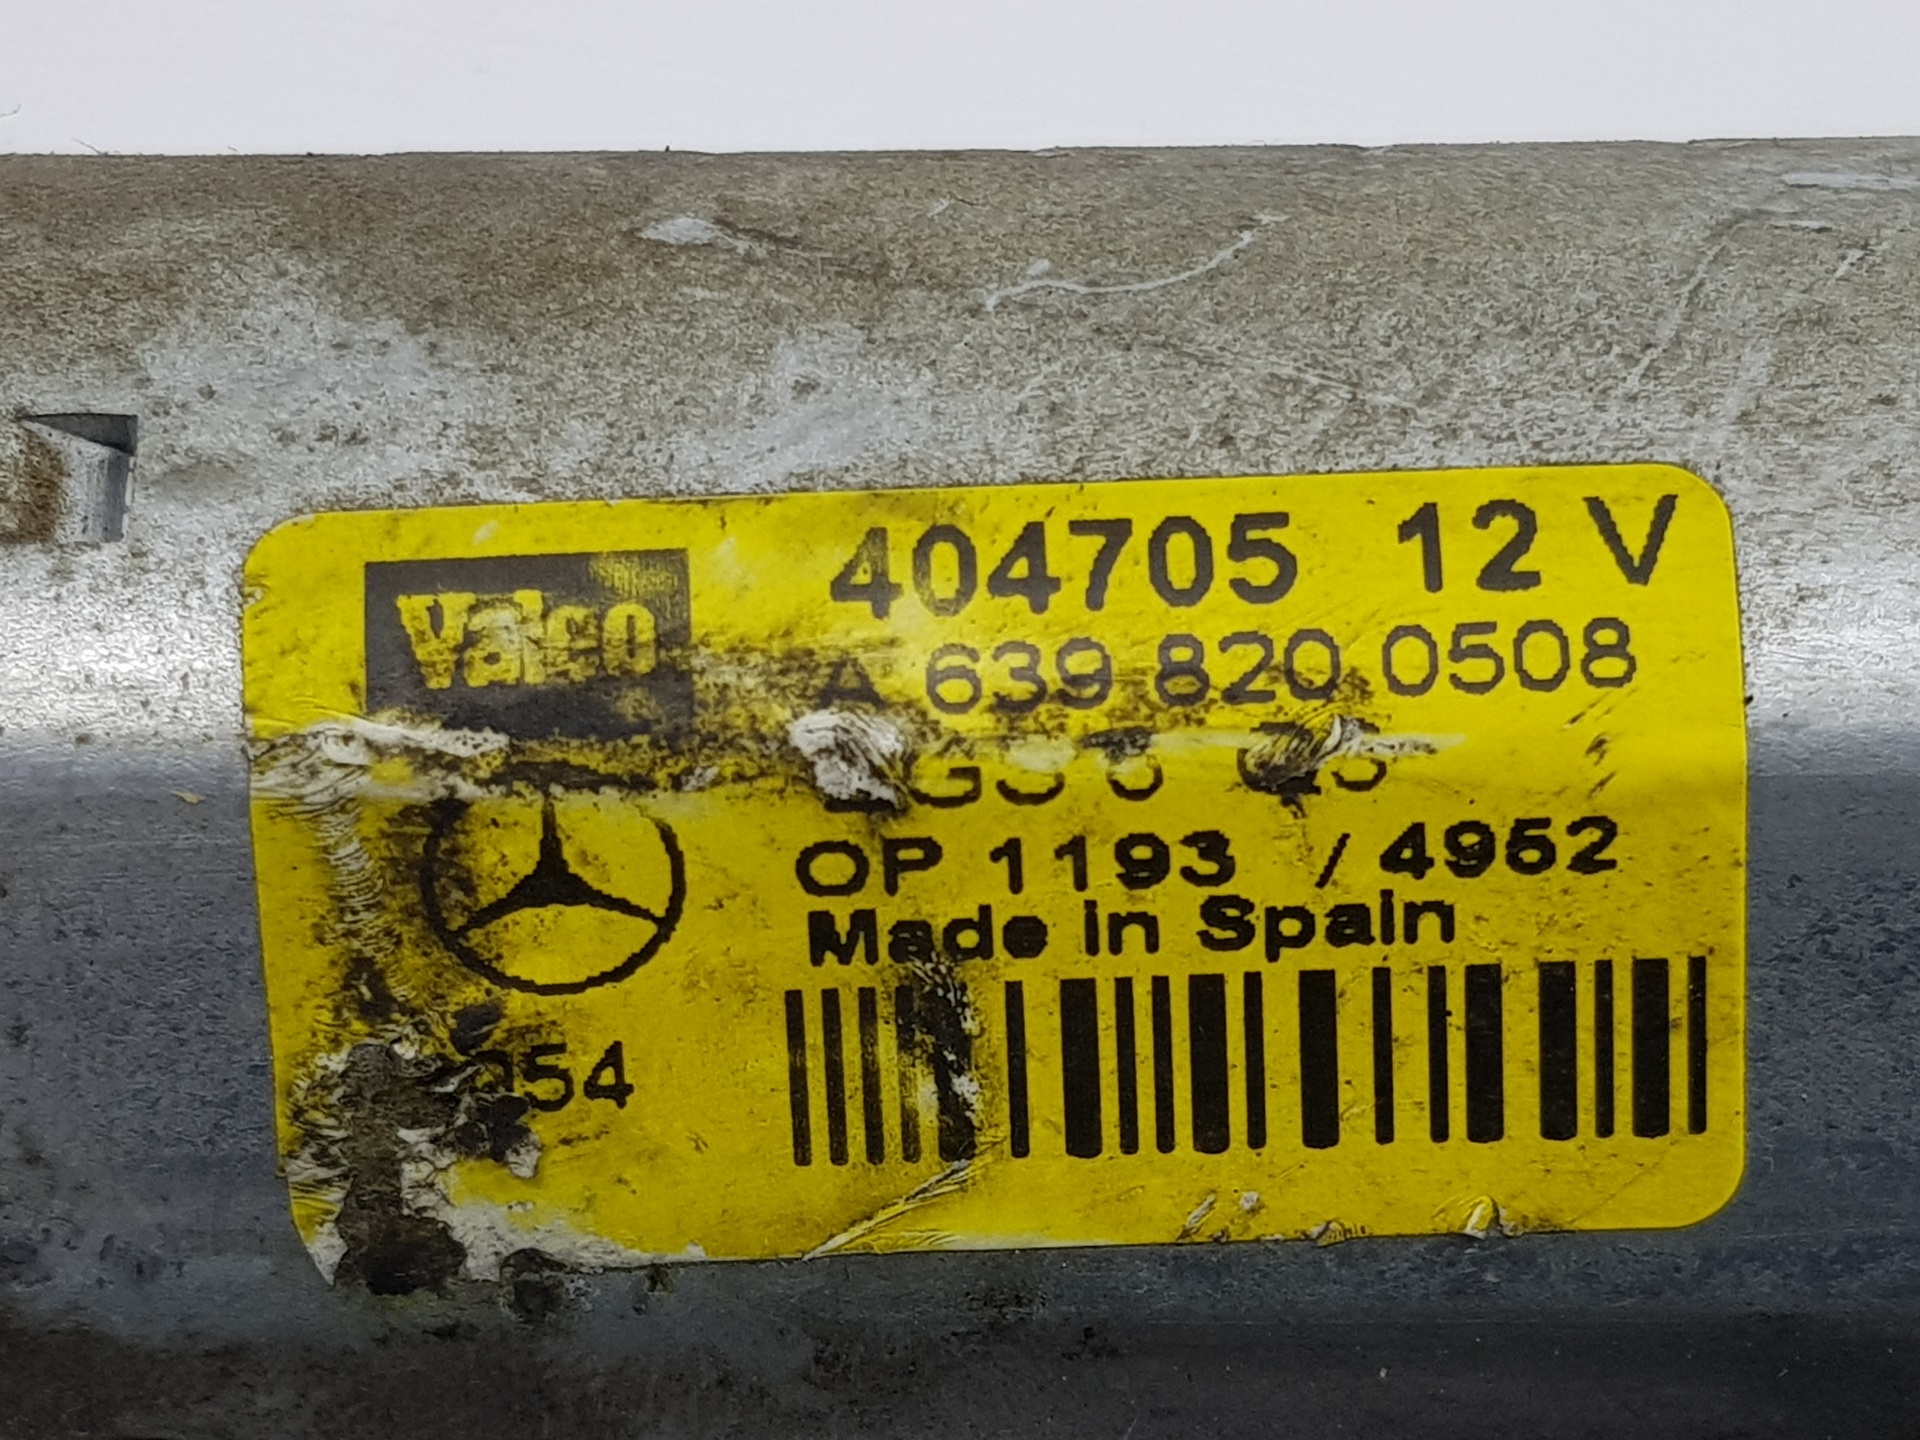 Valeo
404705 12 V
A 639 820 0508
OP 1193 / 4952
Made in Spain